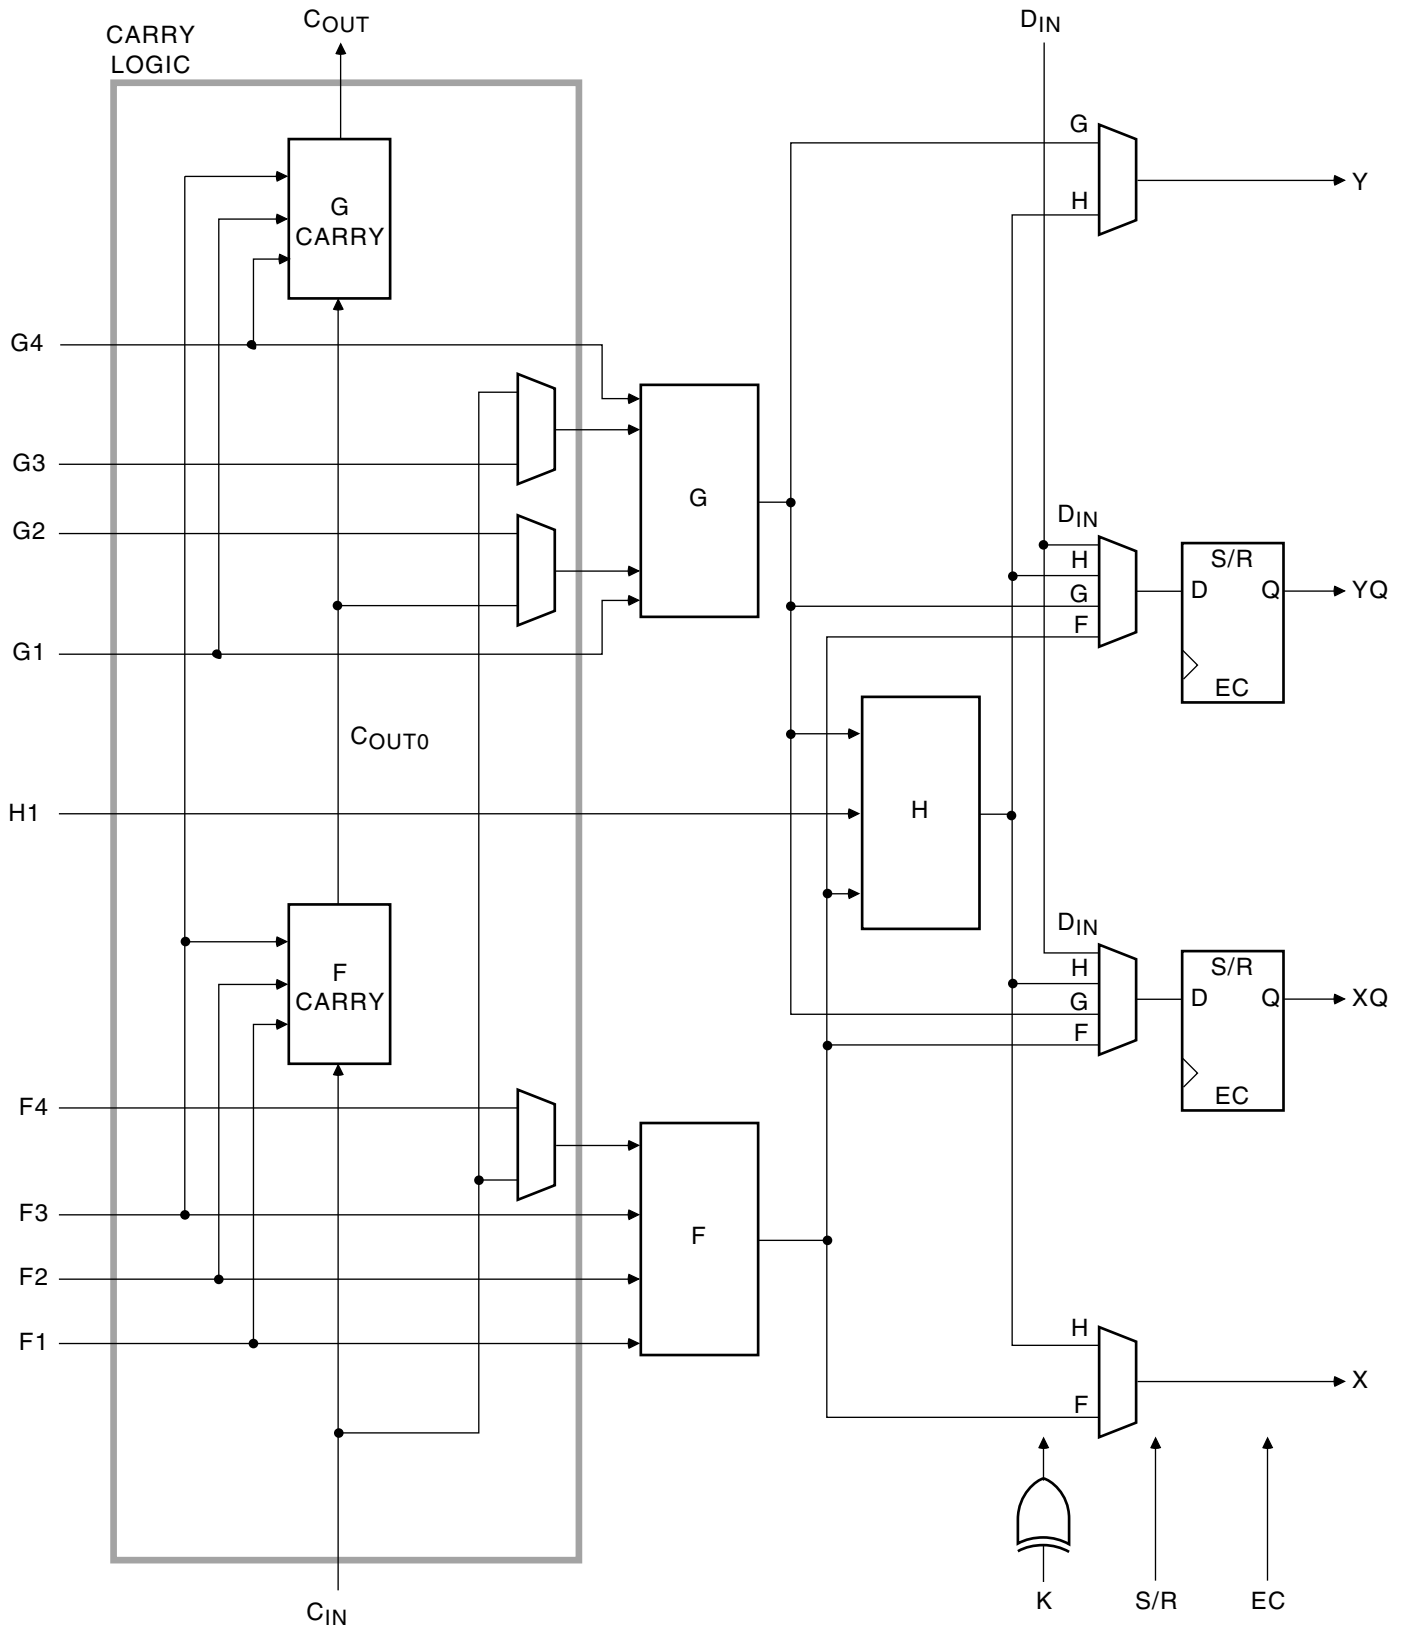 COUT
DIN
CARRY
LOGIC
G
H
Y
G
CARRY
G4
G3
G2
G1
G
DIN
H
G
F
S/R
D Q
EC
YQ
COUT0
H1
H
F
CARRY
DIN
H
G
F
S/R
D Q
EC
XQ
F4
F3
F2
F1
F
H
F
X
CIN
K
S/R
EC